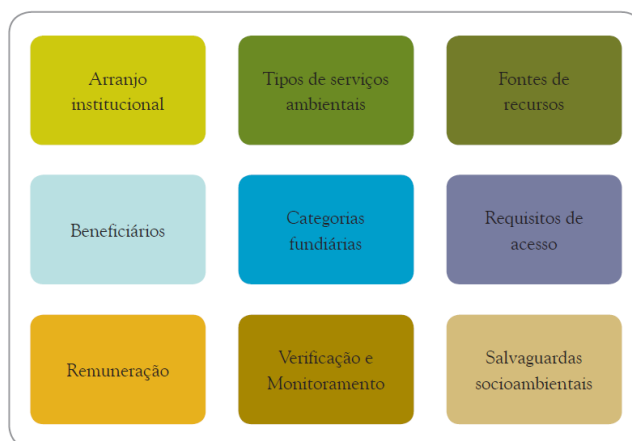 Arranjo
institucional
Tipos de serviços
ambientais
Fontes de
recursos
Beneficiários
Categorias
fundiárias
Requisitos de
acesso
Remuneração
Verificação e
Monitoramento
Salvaguardas
socioambientais